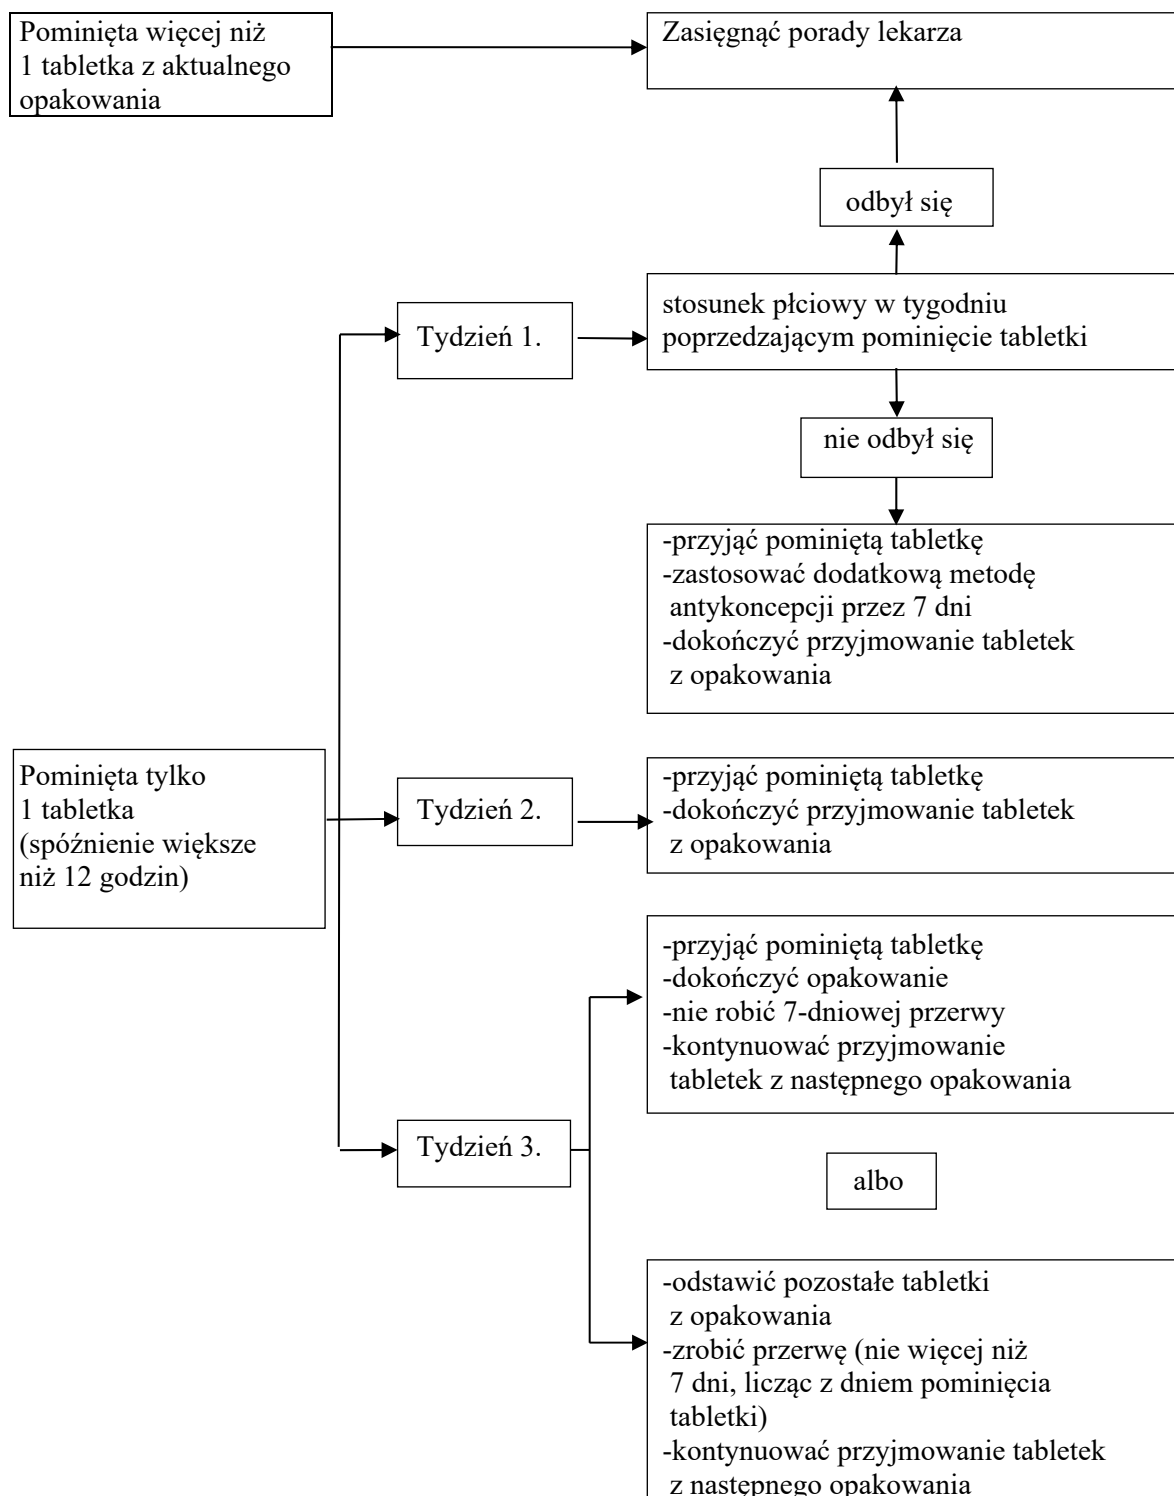 Pominięta więcej niż
1 tabletka z aktualnego
opakowania
Zasięgnąć porady lekarza
odbył się
Tydzień 1.
stosunek płciowy w tygodniu
poprzedzającym pominięcie tabletki
nie odbył się
-przyjąć pominiętą tabletkę
-zastosować dodatkową metodę
antykoncepcji przez 7 dni
-dokończyć przyjmowanie tabletek
z opakowania
Pominięta tylko
1 tabletka
(spóźnienie większe
niż 12 godzin)
Tydzień 2.
-przyjąć pominiętą tabletkę
-dokończyć przyjmowanie tabletek
z opakowania
Tydzień 3.
-przyjąć pominiętą tabletkę
-dokończyć opakowanie
-nie robić 7-dniowej przerwy
-kontynuować przyjmowanie
tabletek z następnego opakowania
albo
-odstawić pozostałe tabletki
z opakowania
-zrobić przerwę (nie więcej niż
7 dni, licząc z dniem pominięcia
tabletki)
-kontynuować przyjmowanie tabletek
z następnego opakowania